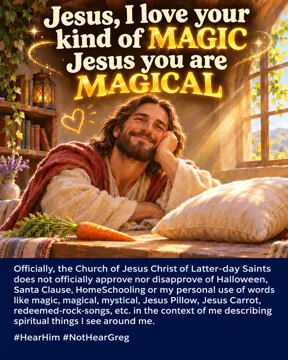 Jesus, I love your
kind of MAGIC
Jesus you are
MAGICAL
Officially, the Church of Jesus Christ of Latter-day Saints
does not officially approve nor disapprove of Halloween,
Santa Clause, HomeSchooling or my personal use of words
like magic, magical, mystical, Jesus Pillow, Jesus Carrot,
redeemed-rock-songs, etc. in the context of me describing
spiritual things I see around me.
#HearHim #NotHearGreg